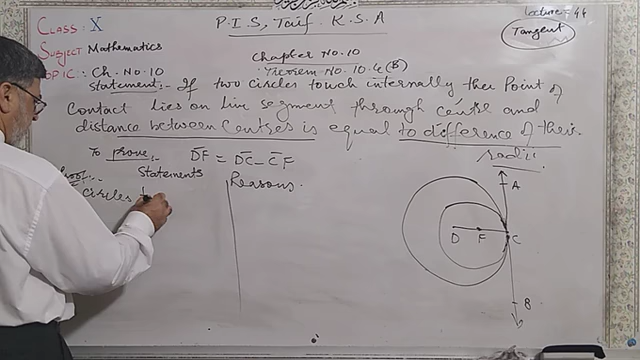 CLASS: X
P.I.S, Taif K.S.A
Lecture = 44
Tangent
SUBJECT Mathematics
Chapter No. 10
TOPIC: Ch. No. 10
Theorem No. 10.4 (B)
Statement:- If two circles touch internally then Point of
Contact lies on line segment through centre and
distance between Centres is equal to difference of their
radii
To prove:- DF = DC - CF
Proof:-
Statements
Reasons.
Circles
A
D F C
B